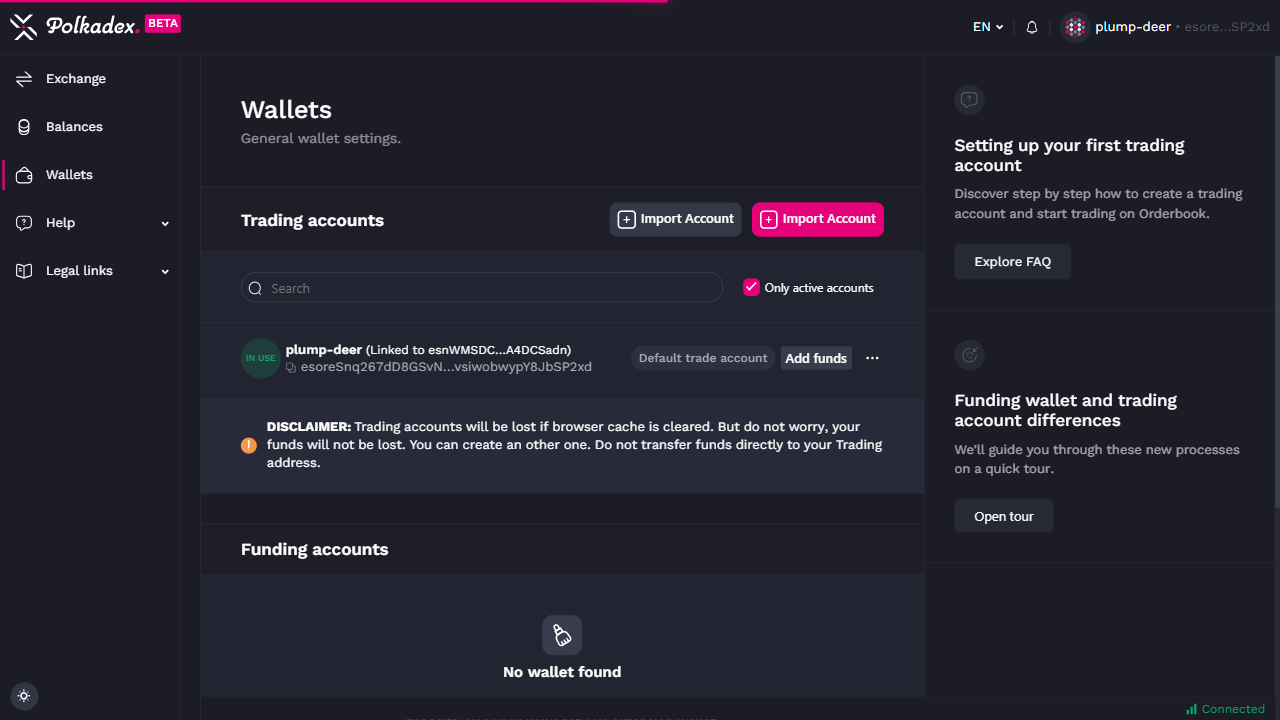 Polkadex. BETA
EN
plump-deer • esore...SP2xd
Exchange
Balances
Wallets
Help
Legal links
Wallets
General wallet settings.
Trading accounts
Import Account
Import Account
Search
Only active accounts
IN USE
plump-deer (Linked to esnWMSDC...A4DCSadn)
esoreSnq267dD8GSvN...vsiwobwypY8JbSP2xd
Default trade account
Add funds
DISCLAIMER: Trading accounts will be lost if browser cache is cleared. But do not worry, your
funds will not be lost. You can create an other one. Do not transfer funds directly to your Trading
address.
Funding accounts
No wallet found
Setting up your first trading
account
Discover step by step how to create a trading
account and start trading on Orderbook.
Explore FAQ
Funding wallet and trading
account differences
We'll guide you through these new processes
on a quick tour.
Open tour
Connected